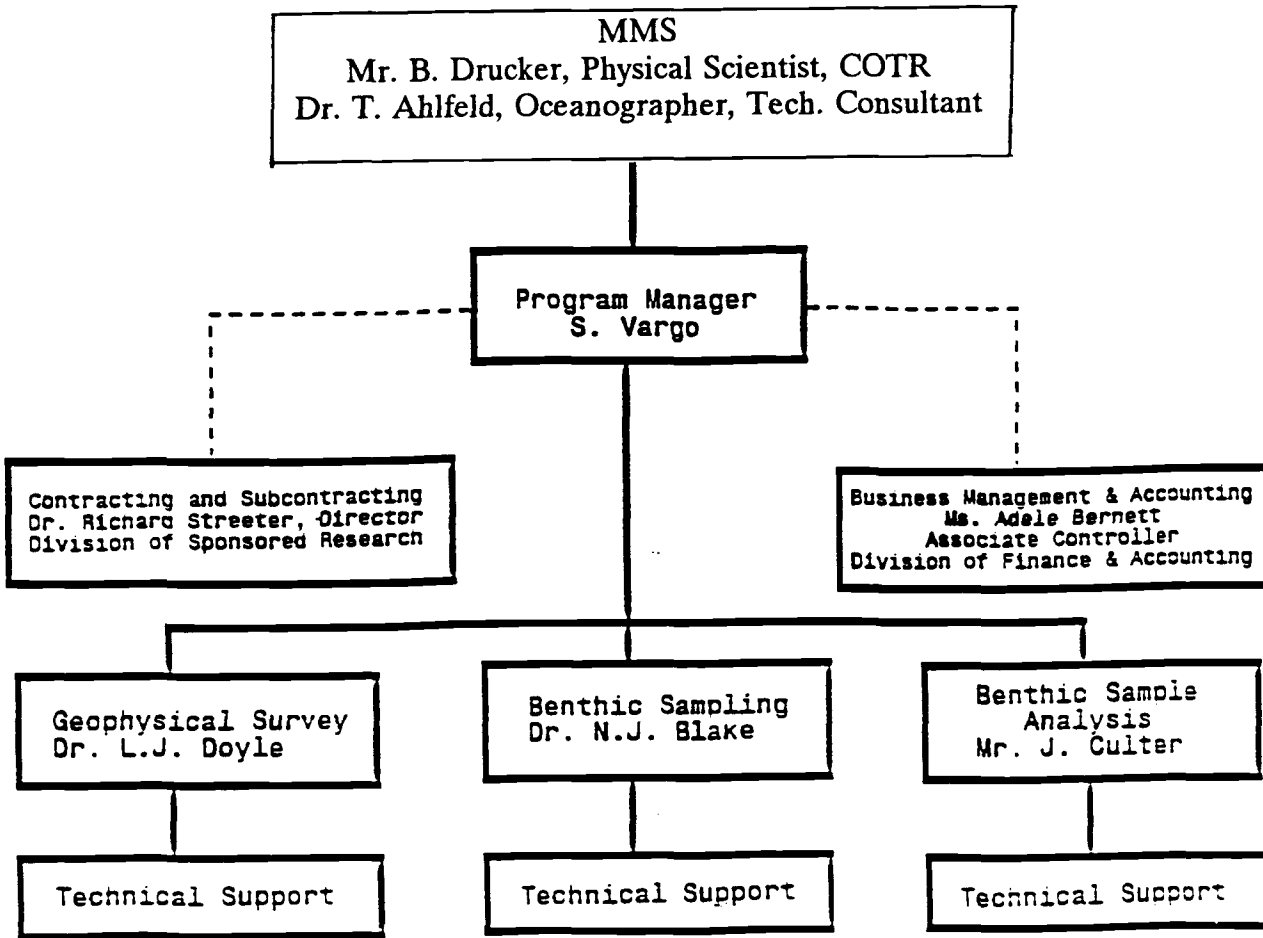 MMS
Mr. B. Drucker, Physical Scientist, COTR
Dr. T. Ahlfeld, Oceanographer, Tech. Consultant
Program Manager
S. Vargo
Contracting and Subcontracting
Dr. Richard Streeter, Director
Division of Sponsored Research
Business Management & Accounting
Ms. Adele Bernett
Associate Controller
Division of Finance & Accounting
Geophysical Survey
Dr. L.J. Doyle
Benthic Sampling
Dr. N.J. Blake
Benthic Sample
Analysis
Mr. J. Culter
Technical Support
Technical Support
Technical Support